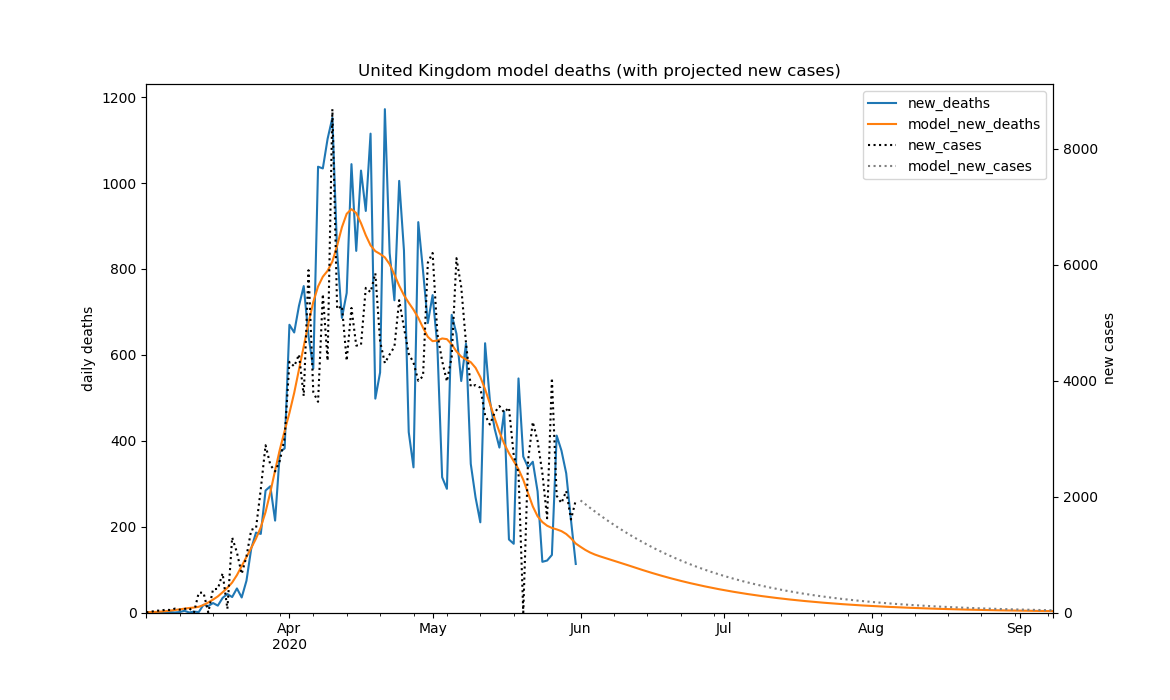 United Kingdom model deaths (with projected new cases)
1200
1000
800
600
400
200
0
daily deaths
8000
6000
4000
2000
0
new cases
new_deaths
model_new_deaths
new_cases
model_new_cases
Apr
2020
May
Jun
Jul
Aug
Sep